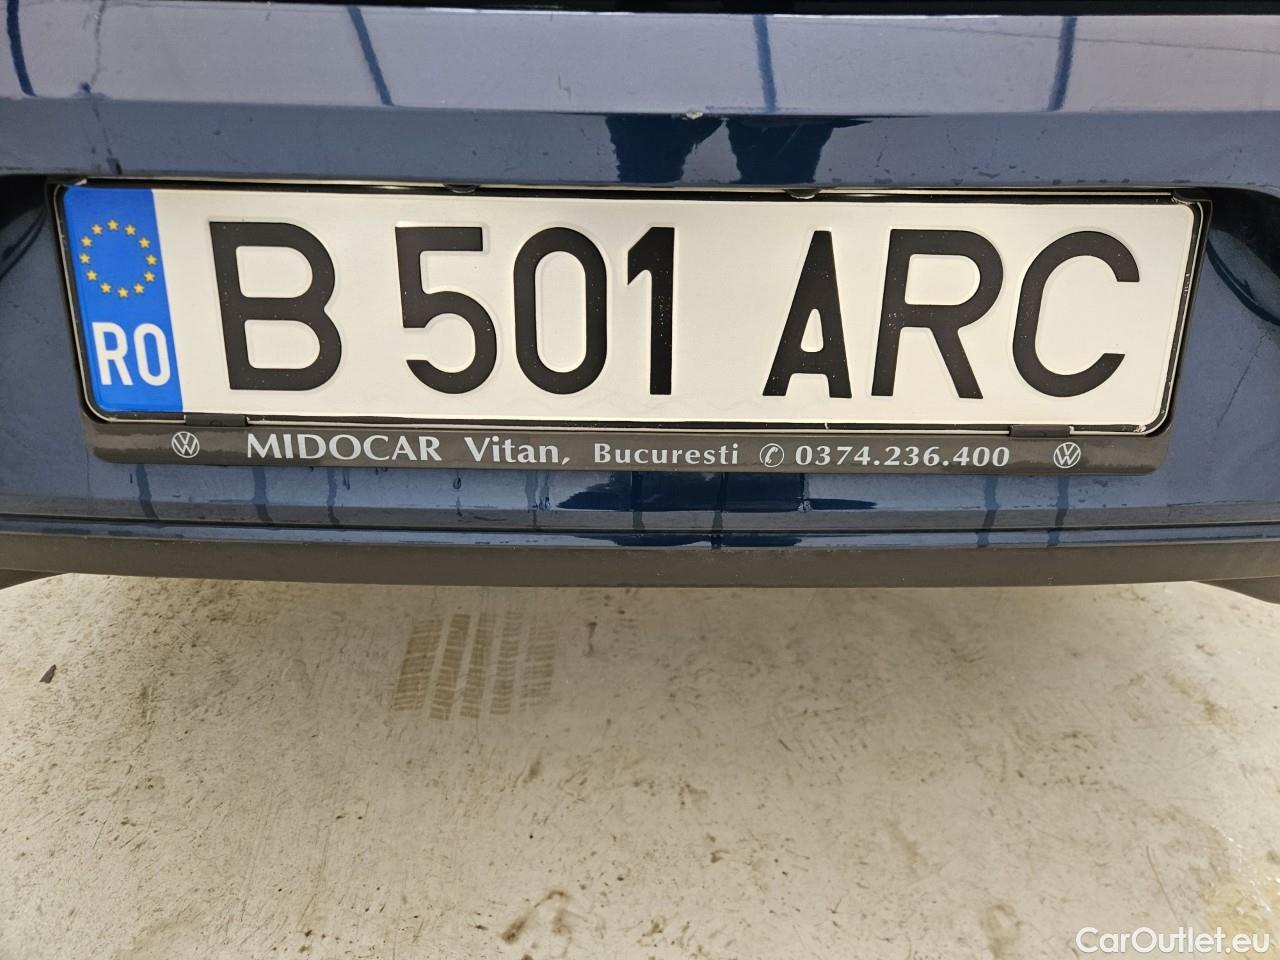 RO B 501 ARC
MIDOCAR Vitan, Bucuresti ✆ 0374.236.400
CarOutlet.eu